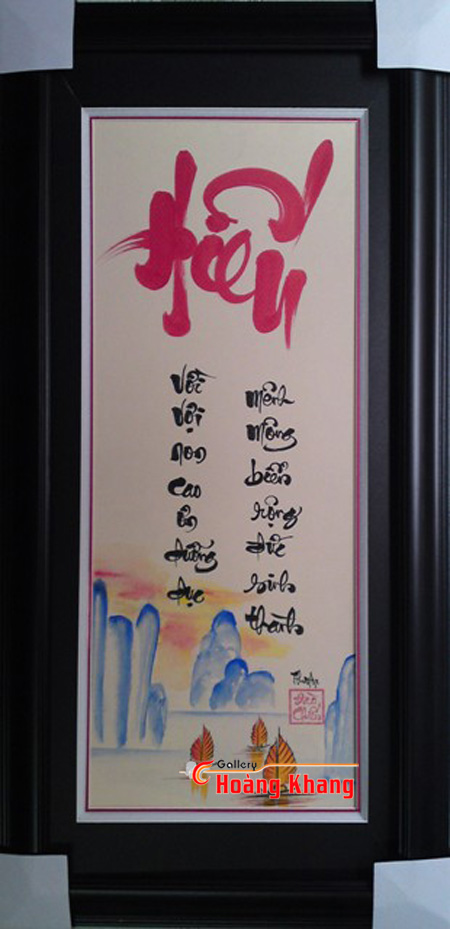 Hiếu
Vời Vợi non cao ơn dưỡng dục
Mênh Mông biển rộng đức sinh thành
Gallery
Hoàng Khang